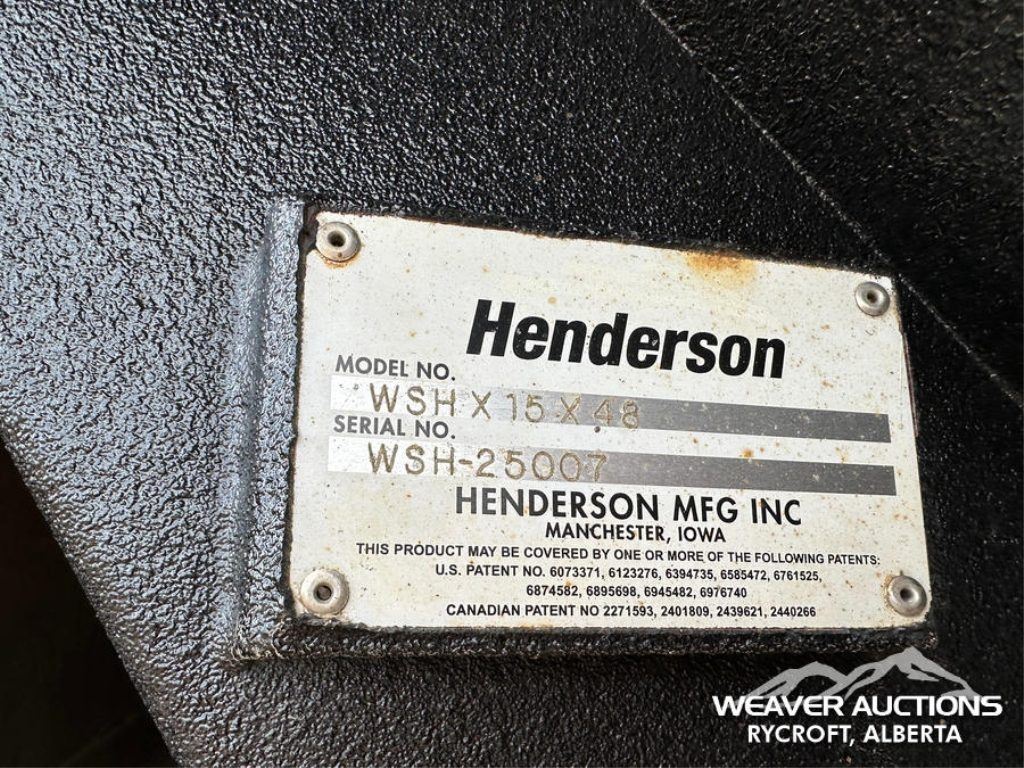 Henderson
MODEL NO.
WSH X 15 X 48
SERIAL NO.
WSH-25007
HENDERSON MFG INC
MANCHESTER, IOWA
THIS PRODUCT MAY BE COVERED BY ONE OR MORE OF THE FOLLOWING PATENTS:
U.S. PATENT NO. 6073371, 6123276, 6394735, 6585472, 6761525,
6874582, 6895698, 6945482, 6976740
CANADIAN PATENT NO 2271593, 2401809, 2439621, 2440266
WEAVER AUCTIONS
RYCROFT, ALBERTA